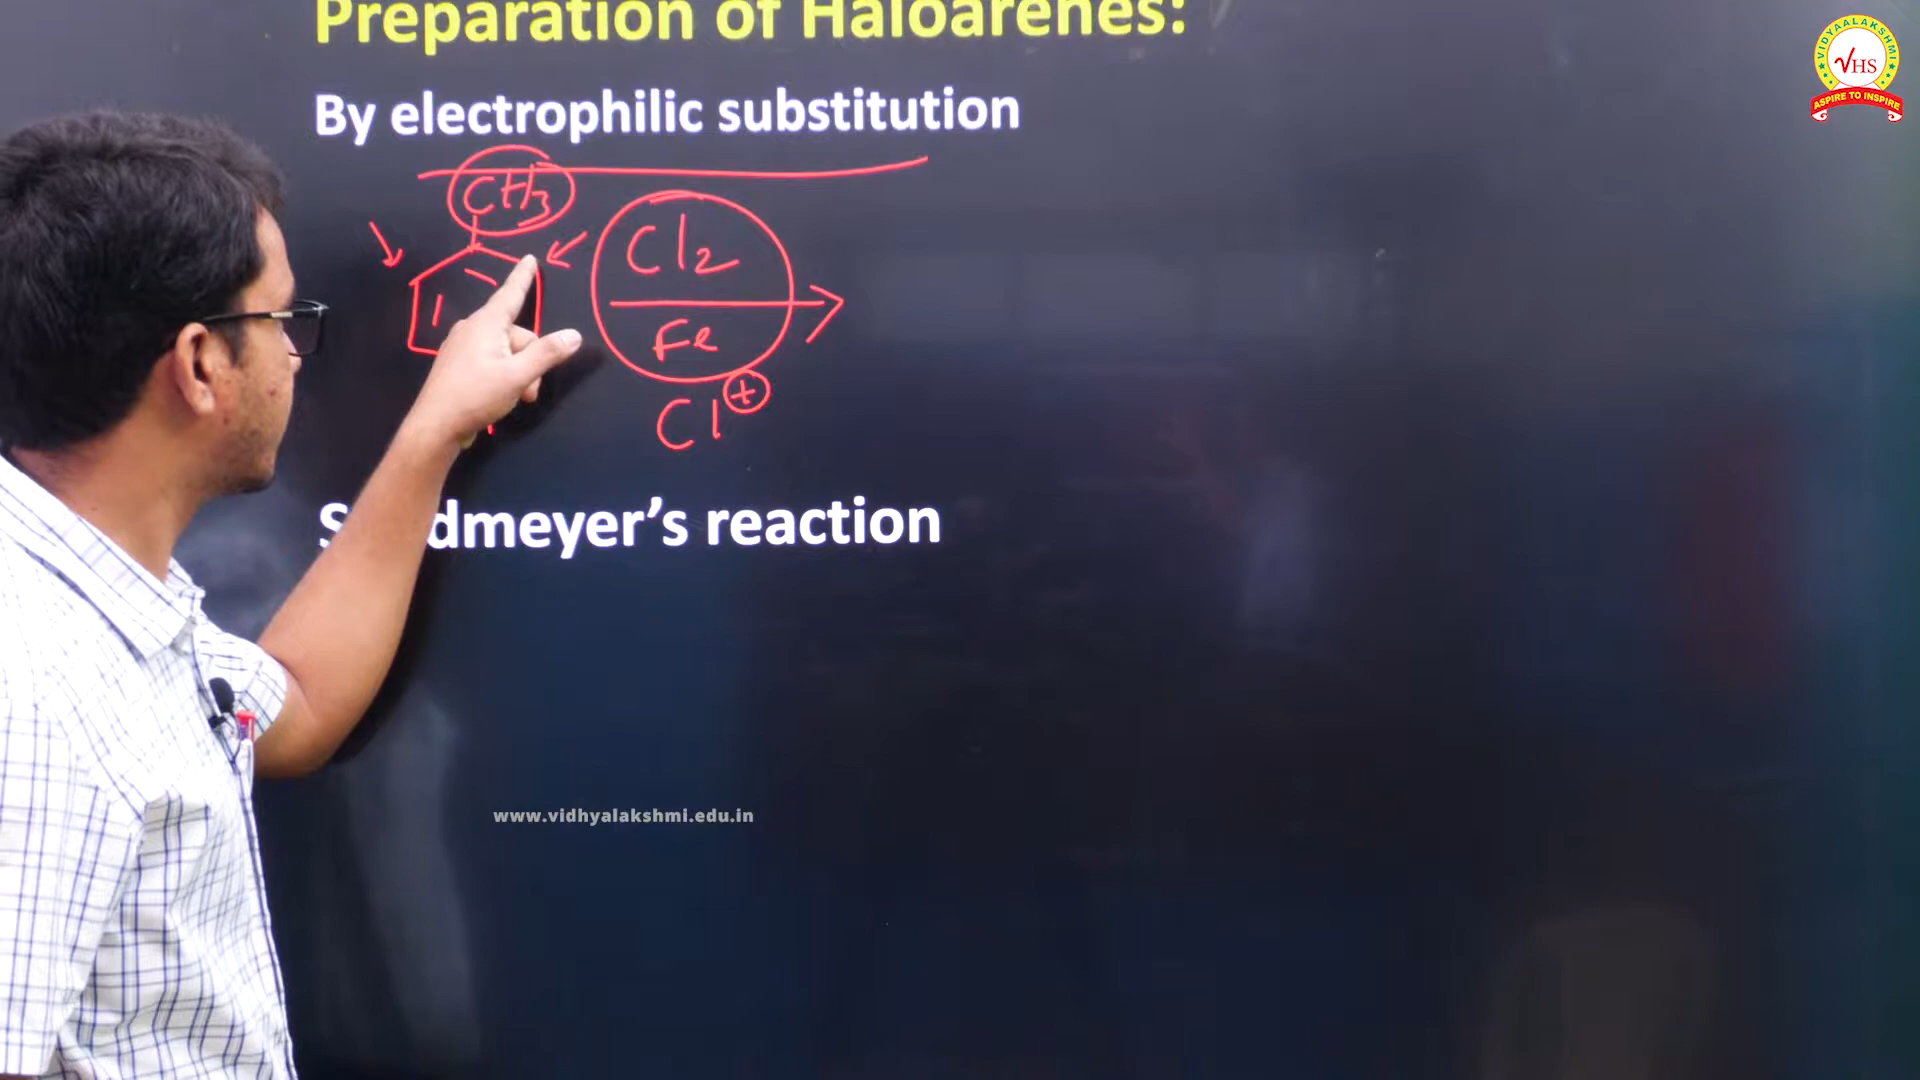 Preparation of Haloarenes:
By electrophilic substitution
CH3
Cl2
Fe
Cl+
dmeyer's reaction
www.vidhyalakshmi.edu.in
VIDYAALAKSHMI
VHS
ASPIRE TO INSPIRE